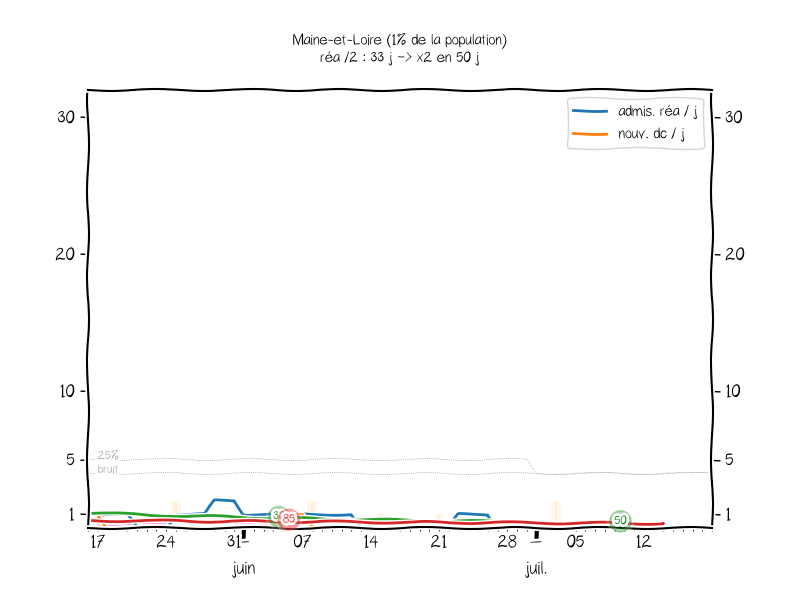 Maine-et-Loire (1% de la population)
réa /2 : 33 j -> x2 en 50 j
admis. réa / j
nouv. dc / j
30 30
20 20
10 10
25%
5 5
bruit
1 1
85
50
17 24 31 07 14 21 28 05 12
juin juil.